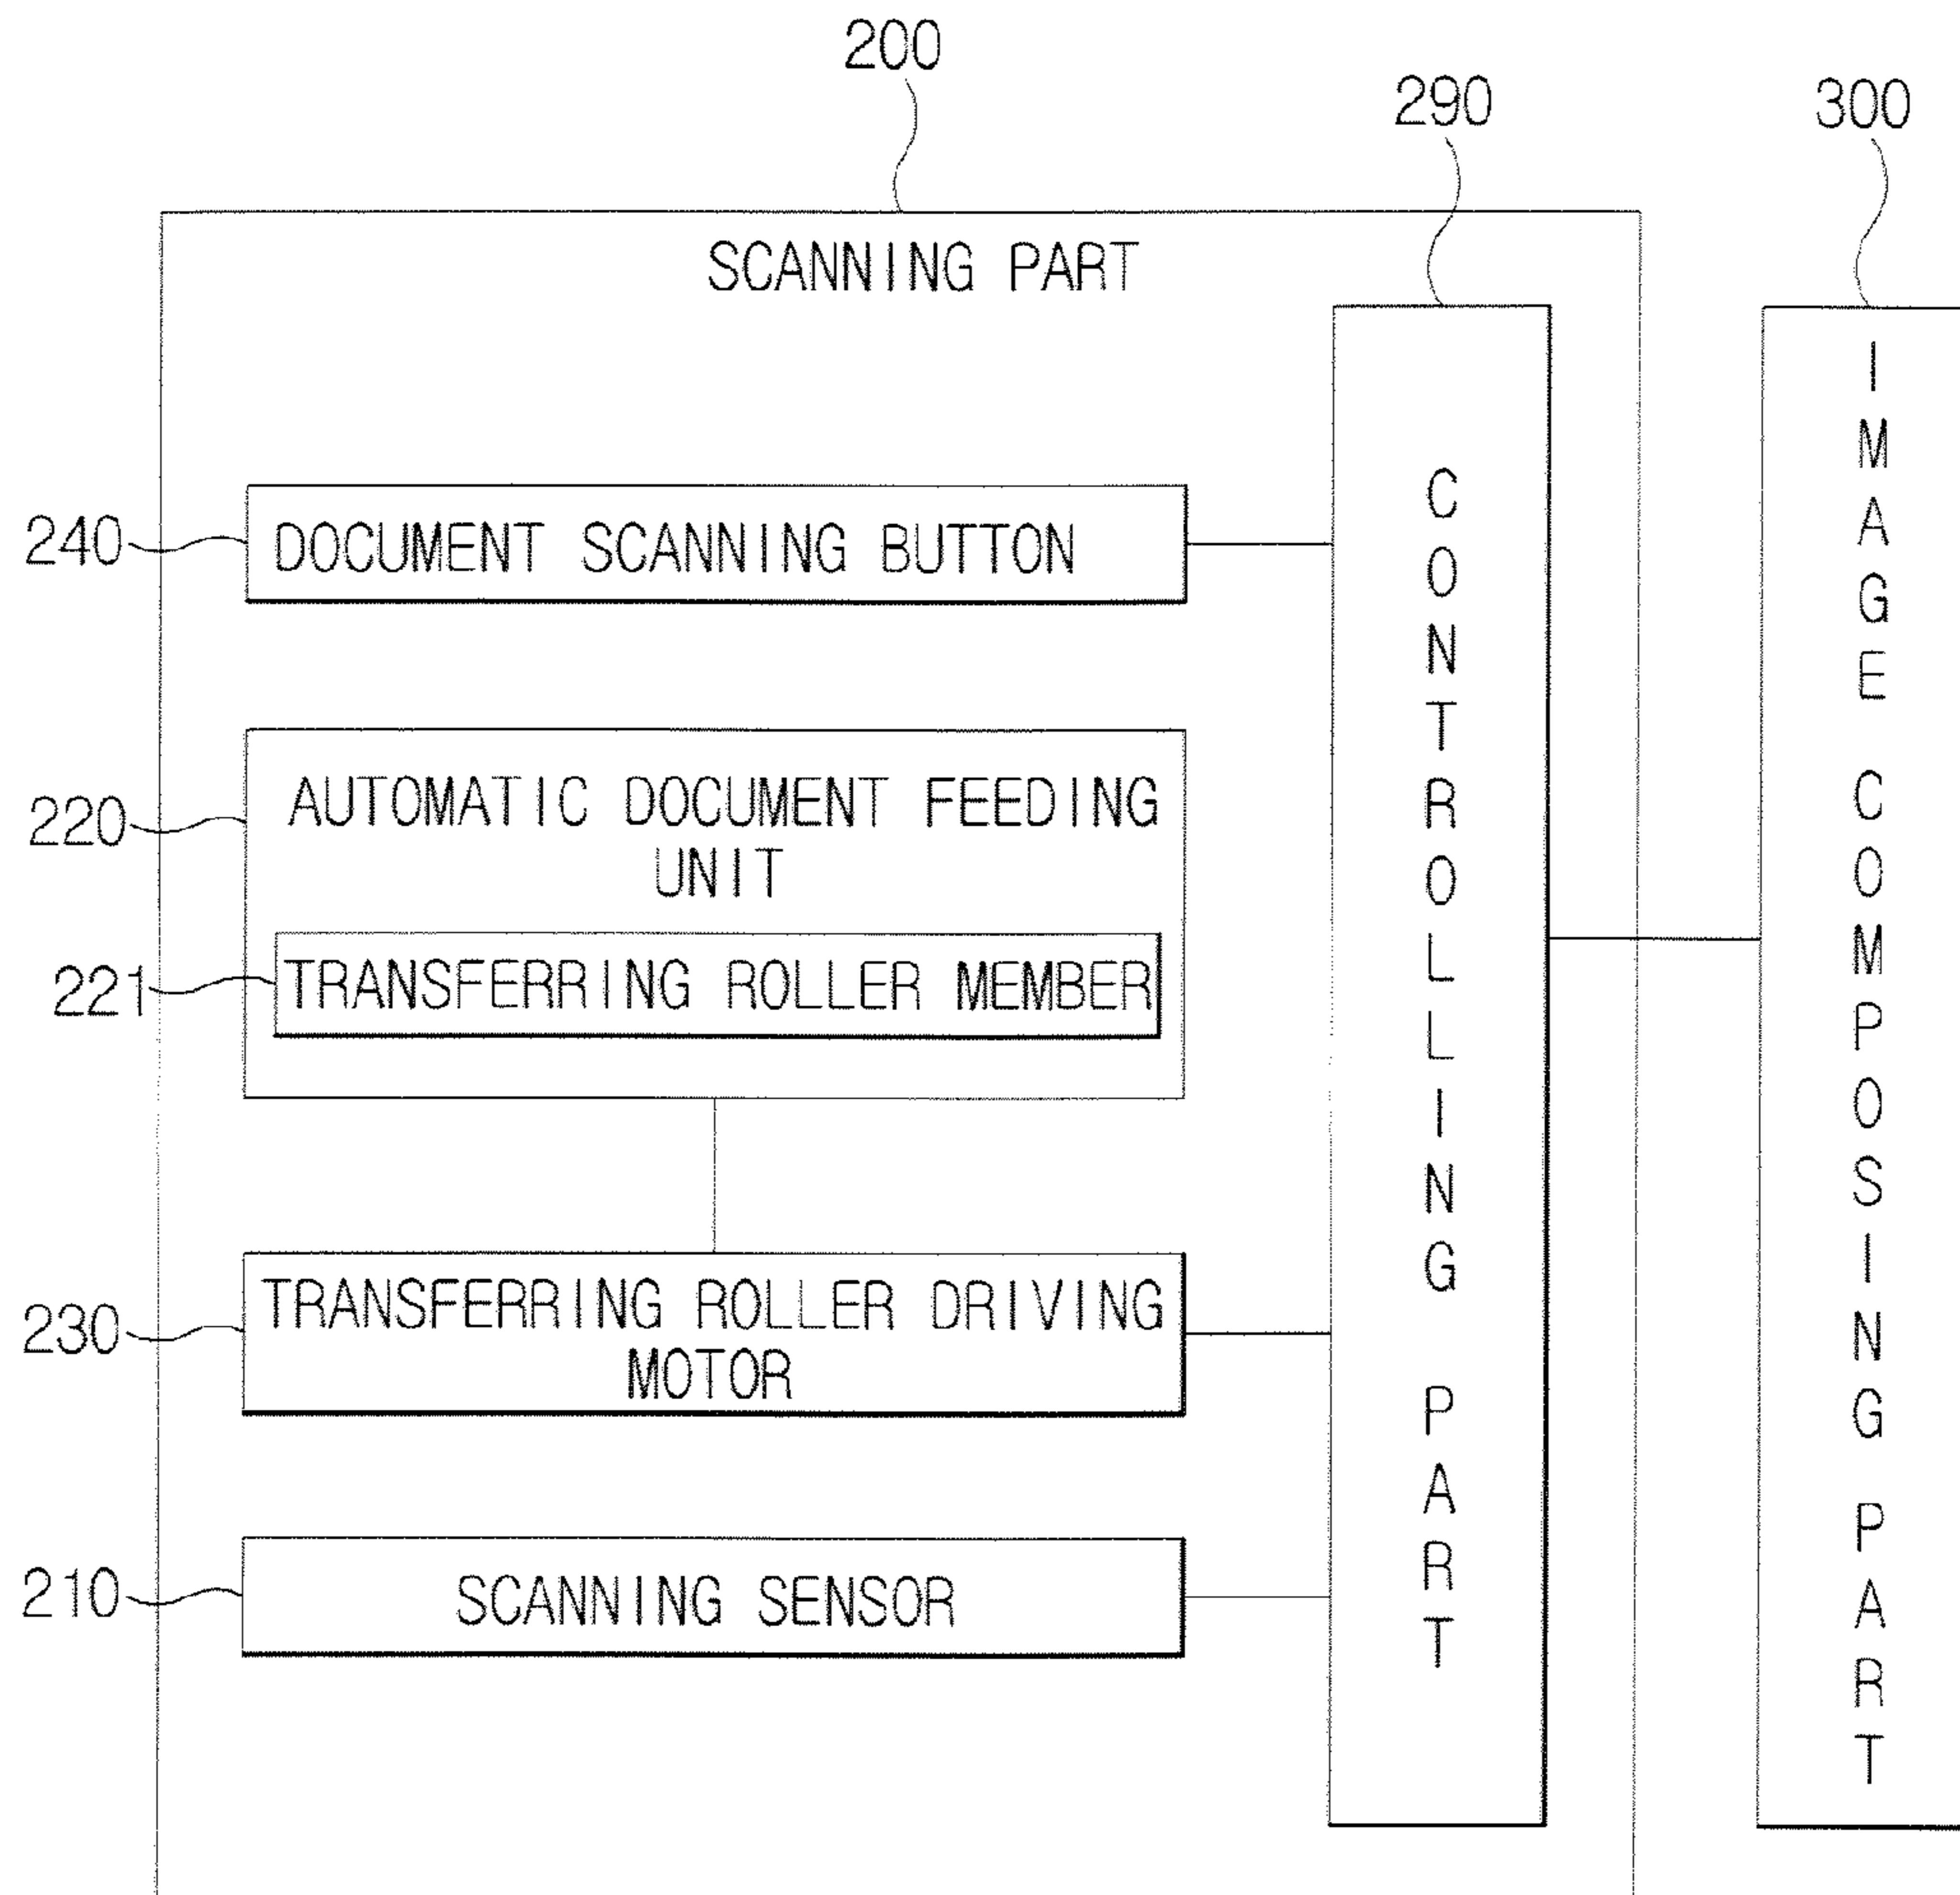 200
290
300
SCANNING PART
240
DOCUMENT SCANNING BUTTON
220
AUTOMATIC DOCUMENT FEEDING
UNIT
221
TRANSFERRING ROLLER MEMBER
230
TRANSFERRING ROLLER DRIVING
MOTOR
210
SCANNING SENSOR
CONTROLLING PART
IMAGE COMPOSING PART